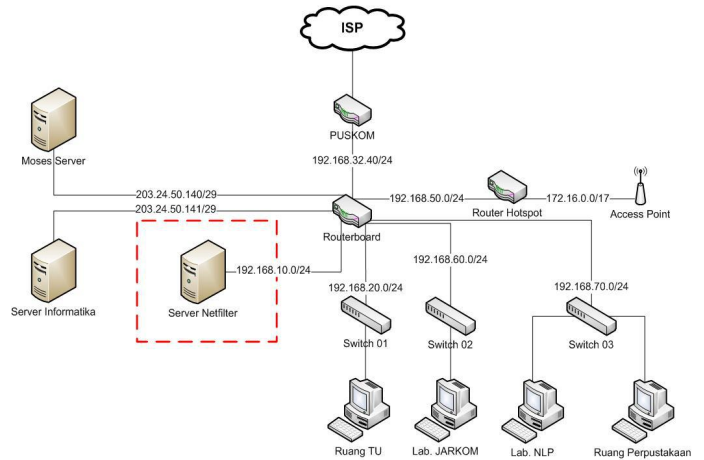 ISP
PUSKOM
192.168.32.40/24
Moses Server
203.24.50.140/29
192.168.50.0/24
Router Hotspot
172.16.0.0/17
Access Point
203.24.50.141/29
Routerboard
Server Informatika
192.168.10.0/24
Server Netfilter
192.168.60.0/24
192.168.20.0/24
192.168.70.0/24
Switch 01
Switch 02
Switch 03
Ruang TU
Lab. JARKOM
Lab. NLP
Ruang Perpustakaan